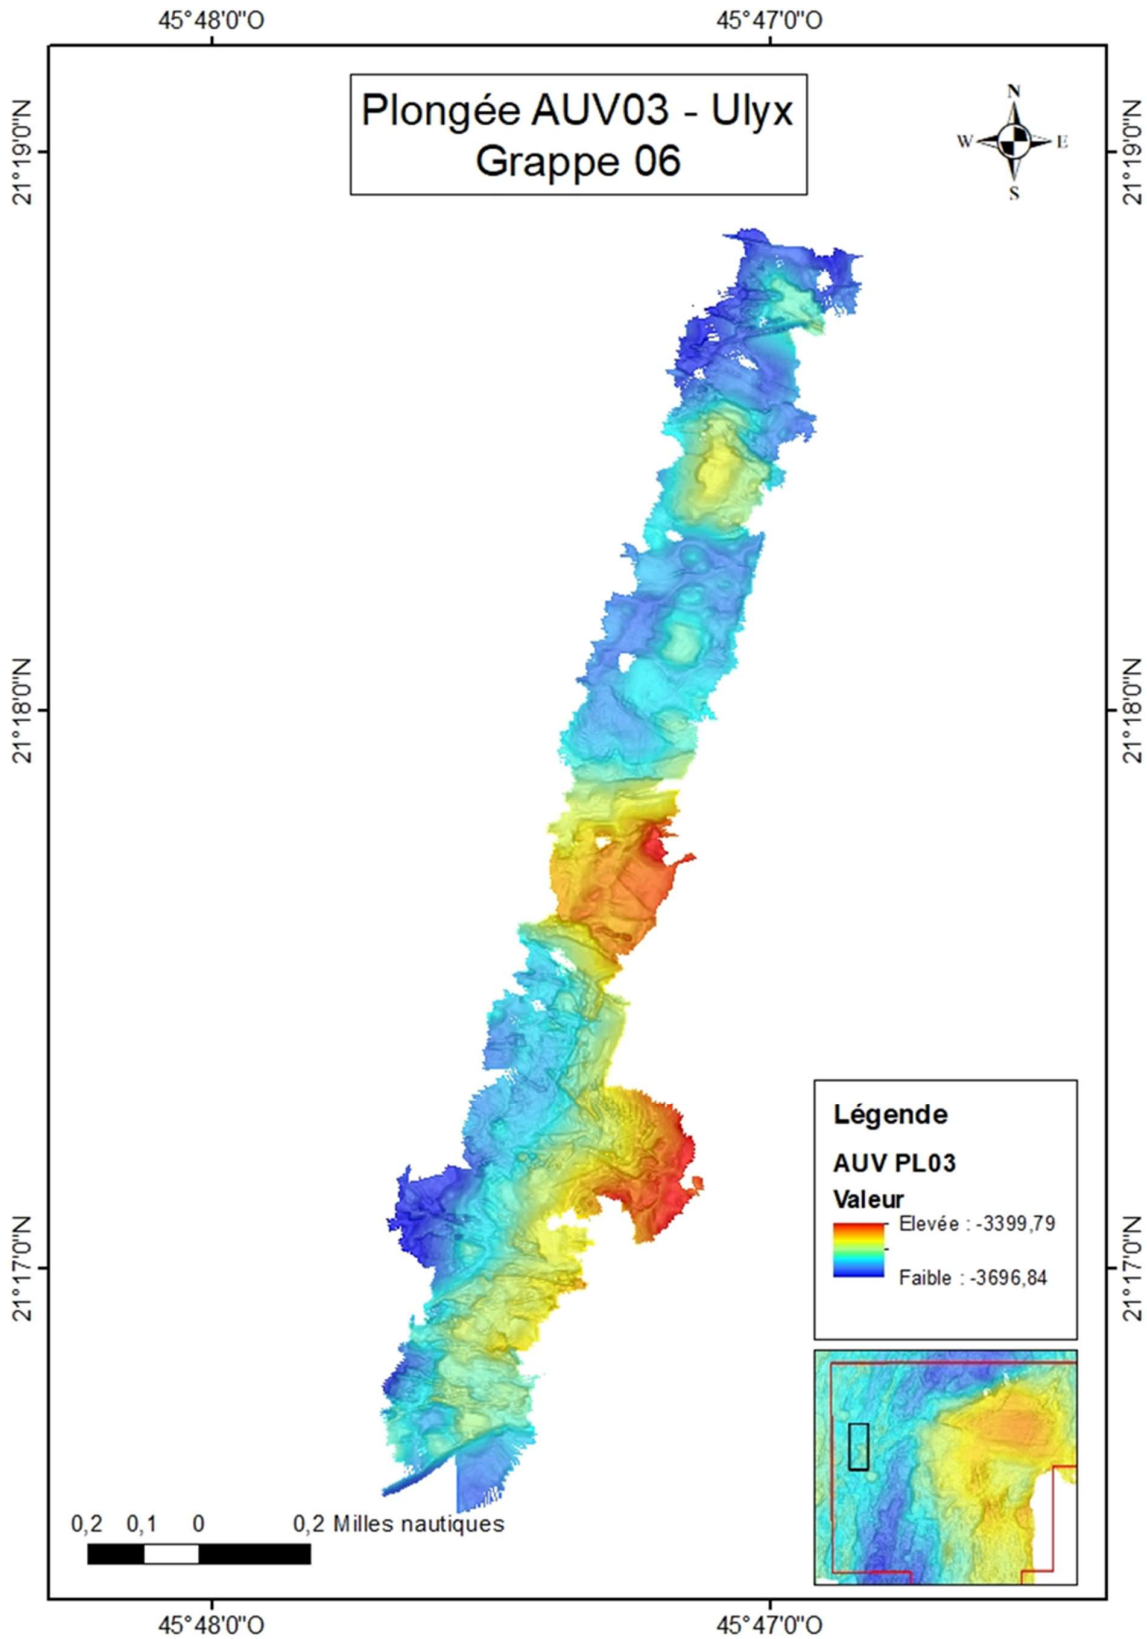 45°48'0"O
45°47'0"O
Plongée AUV03 - Ulyx
Grappe 06
N
W
E
S
21°19'0"N
21°19'0"N
21°18'0"N
21°18'0"N
21°17'0"N
21°17'0"N
Légende
AUV PL03
Valeur
Elevée : -3399,79
Faible : -3696,84
0,2 0,1 0 0,2 Milles nautiques
45°48'0"O
45°47'0"O